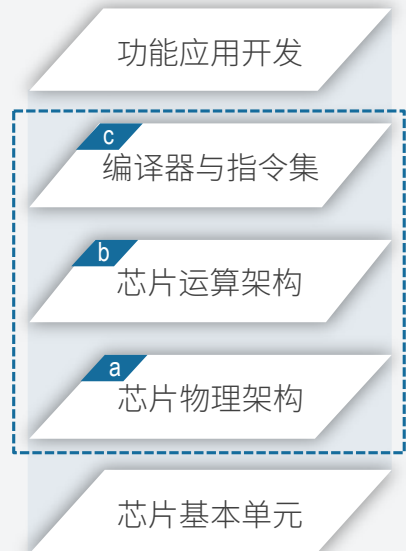 功能应用开发
c
编译器与指令集
b
芯片运算架构
a
芯片物理架构
芯片基本单元